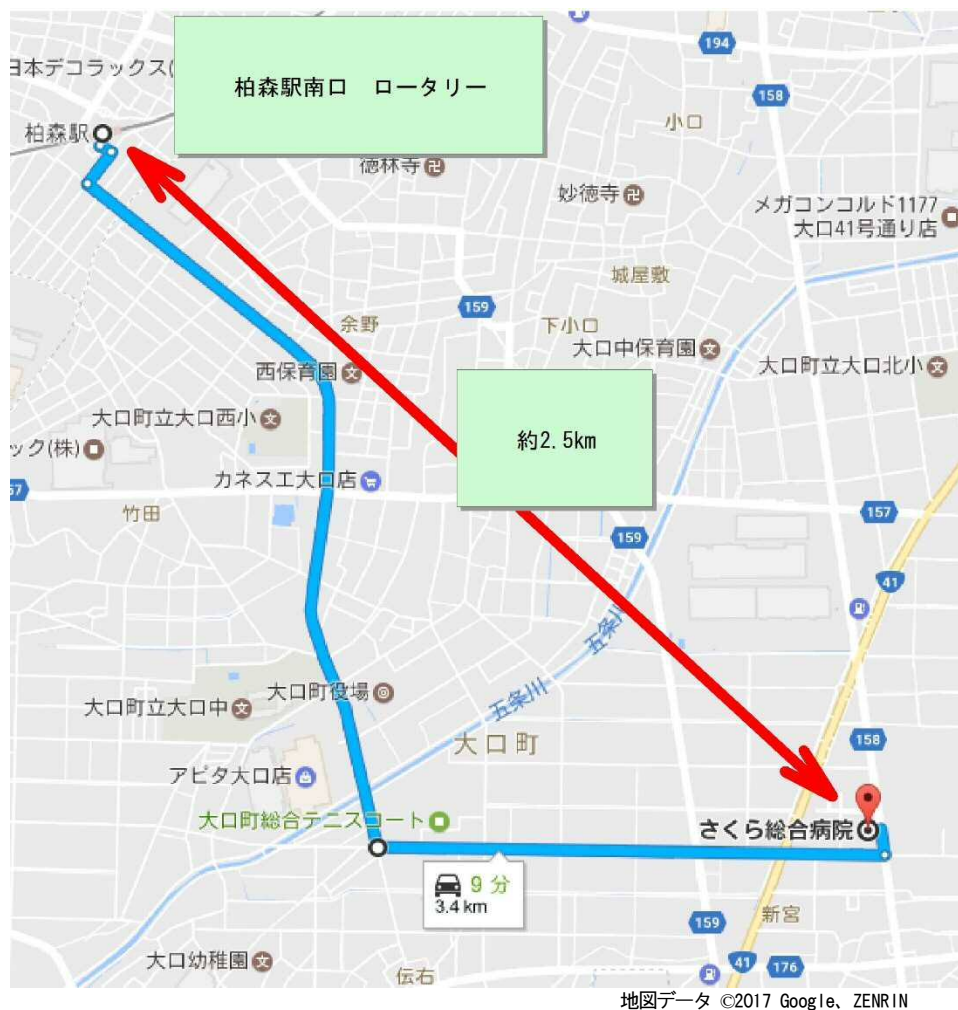 194
日本デコラックス(
柏森駅南口　ロータリー
158
小口
柏森駅
徳林寺
妙徳寺
メガコンコルド1177
大口41号通り店
城屋敷
159
余野
下小口
大口中保育園
西保育園
大口町立大口北小
大口町立大口西小
約2.5km
ック(株)
カネスエ大口店
57
竹田
157
159
41
五条川
大口町役場
五条川
大口町立大口中
大口町
158
アピタ大口店
大口町総合テニスコート
さくら総合病院
9 分
3.4 km
新宮
159
大口幼稚園
41
176
伝右
地図データ ©2017 Google、ZENRIN